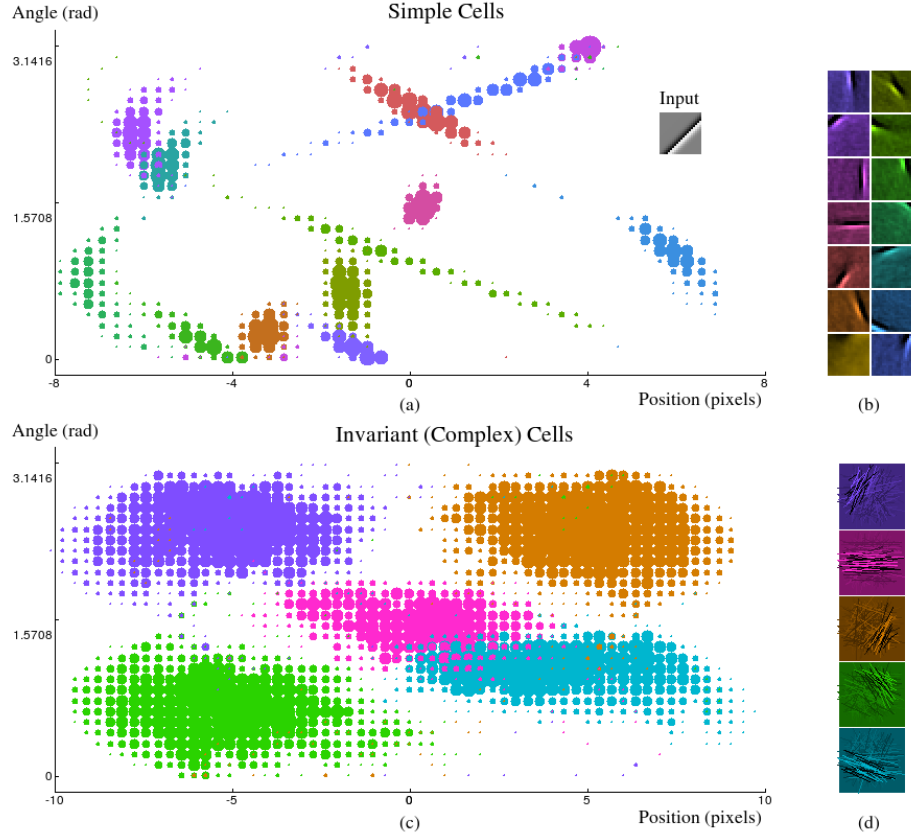 Angle (rad)
Simple Cells
3.1416
Input
1.5708
0
-8
-4
0
4
8
Position (pixels)
(a)
(b)
Angle (rad)
Invariant (Complex) Cells
3.1416
1.5708
0
-10
-5
0
5
10
Position (pixels)
(c)
(d)